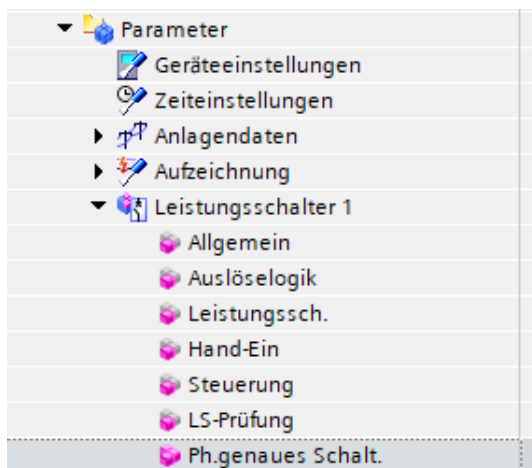 Parameter
Geräteeinstellungen
Zeiteinstellungen
Anlagendaten
Aufzeichnung
Leistungsschalter 1
Allgemein
Auslöselogik
Leistungssch.
Hand-Ein
Steuerung
LS-Prüfung
Ph.genaues Schalt.